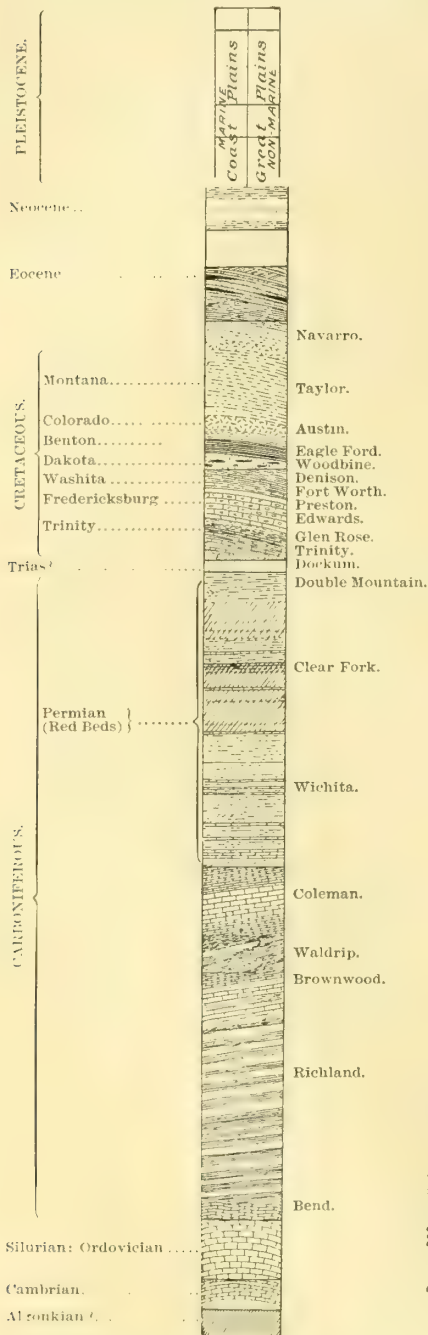 PLEISTOCENE.
MARINE
Coast Plains
Great Plains
NON-MARINE
Neocene..
Eocene . .. .
Navarro.
CRETACEOUS.
Montana............
Taylor.
Colorado.............
Austin.
Benton.........
Eagle Ford.
Dakota............
Woodbine.
Washita............
Denison.
Fort Worth.
Fredericksburg ........
Preston.
Edwards.
Trinity...............
Glen Rose.
Trinity.
Trias? . . . . .
Dockum.
Double Mountain.
CARBONIFEROUS.
Clear Fork.
Permian
(Red Beds)
Wichita.
Coleman.
Waldrip.
Brownwood.
Richland.
Bend.
Silurian: Ordovician .....
Cambrian. . . .
Algonkian? . .